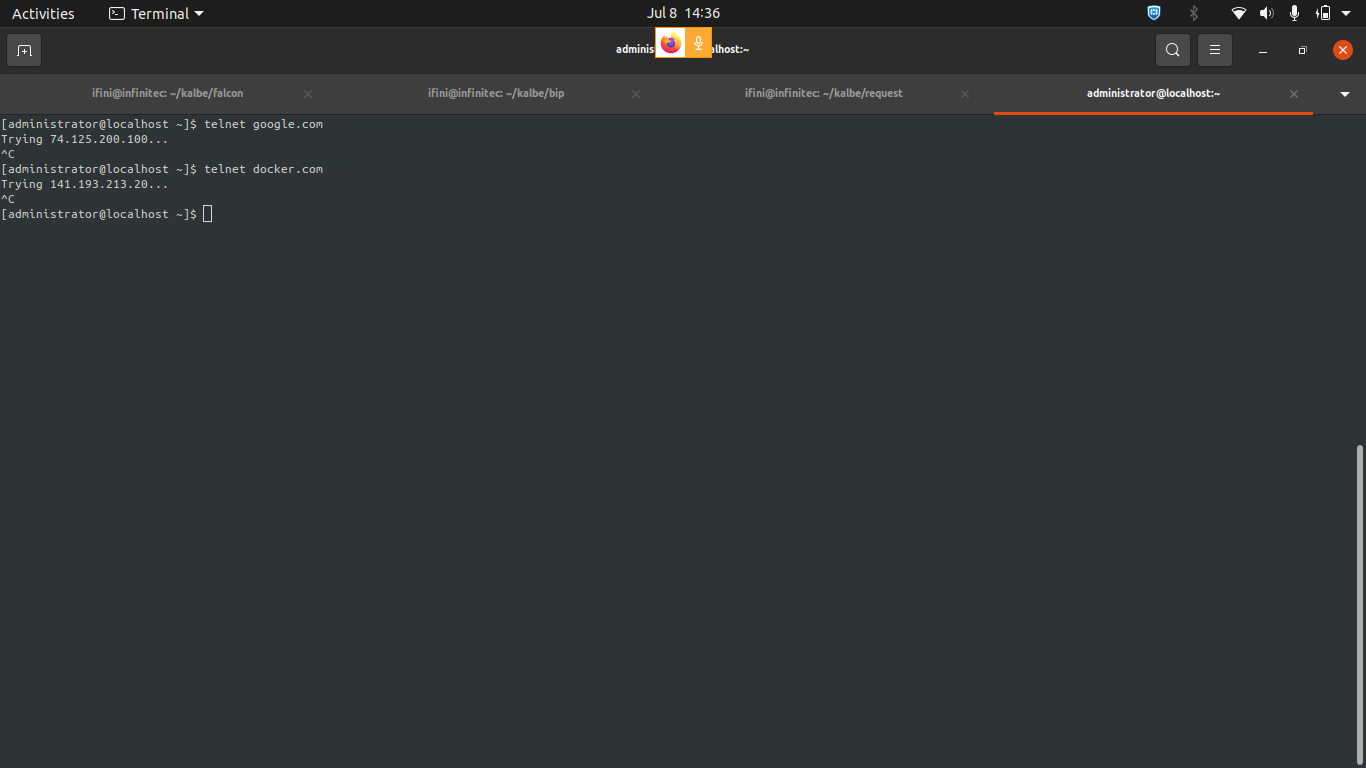 Activities Terminal Jul 8 14:36
adminis alhost:~
ifini@infinitec: ~/kalbe/falcon ifini@infinitec: ~/kalbe/bip ifini@infinitec: ~/kalbe/request administrator@localhost:~
[administrator@localhost ~]$ telnet google.com
Trying 74.125.200.100...
^C
[administrator@localhost ~]$ telnet docker.com
Trying 141.193.213.20...
^C
[administrator@localhost ~]$